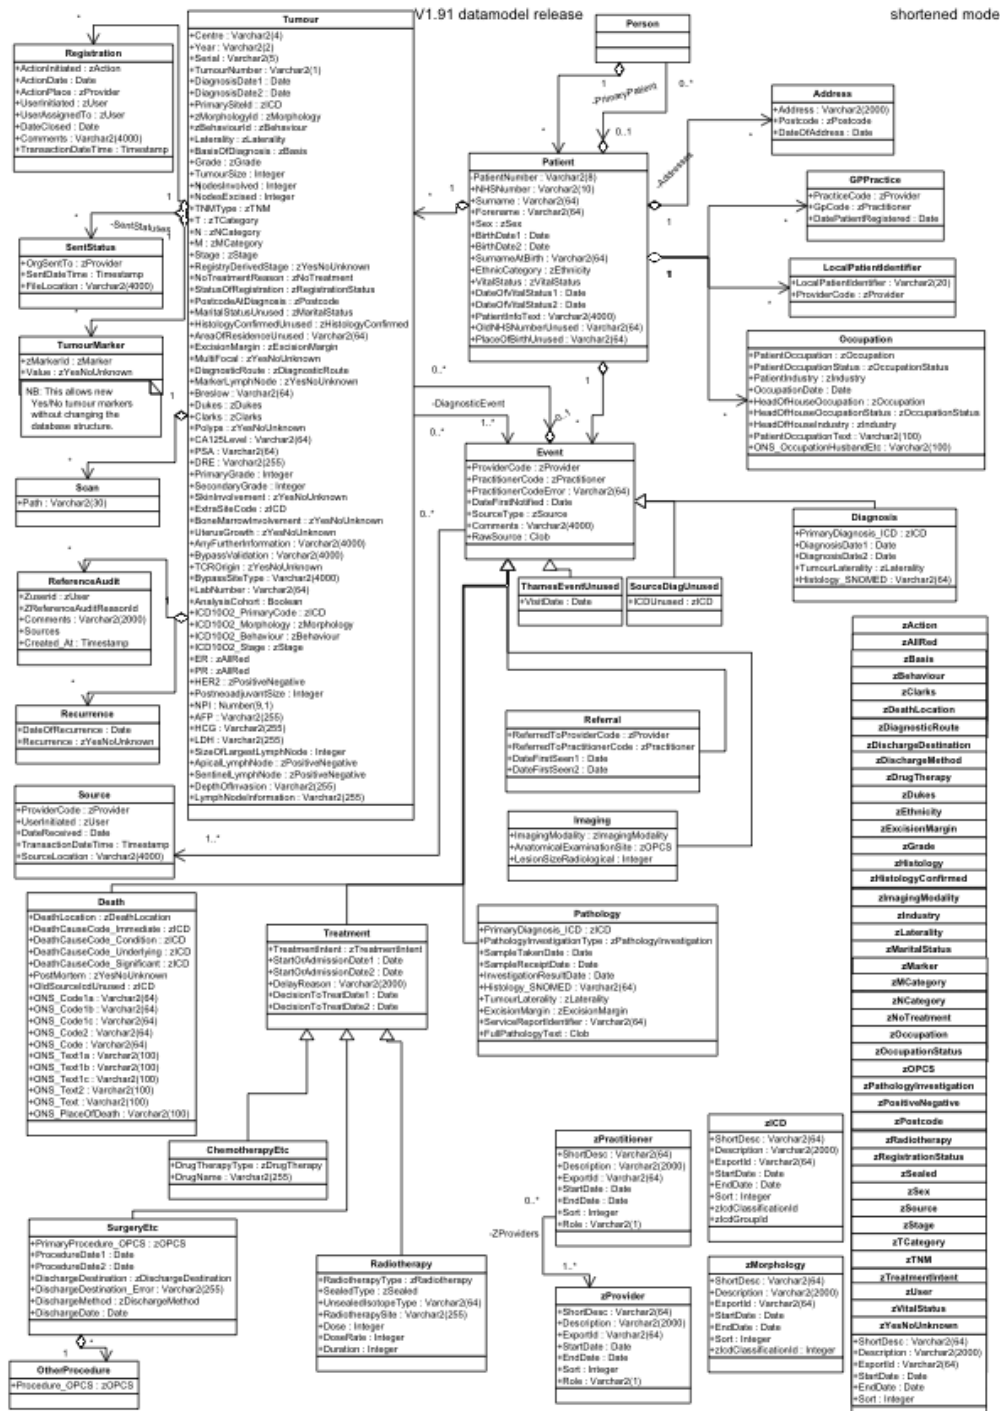 V1.91 datamodel release
shortened mode
Tumour
+Centre : Varchar2(4)
+Year : Varchar2(2)
+Serial : Varchar2(5)
+TumourNumber : Varchar2(1)
+DiagnosisDate1 : Date
+DiagnosisDate2 : Date
+PrimarySiteId : zICD
+zMorphologyId : zMorphology
+zBehaviourId : zBehaviour
+Laterality : zLaterality
+BasisOfDiagnosis : zBasis
+Grade : zGrade
+TumourSize : Integer
+NodesInvolved : Integer
+NodesExcised : Integer
+TNMType : zTNM
+T : zTCategory
+N : zNCategory
+M : zMCategory
+Stage : zStage
+RegistryDerivedStage : zYesNoUnknown
+NoTreatmentReason : zNoTreatment
+StatusOfRegistration : zRegistrationStatus
+PostcodeAtDiagnosis : zPostcode
+MaritalStatusUnused : zMaritalStatus
+HistologyConfirmedUnused : zHistologyConfirmed
+AreaOfResidenceUnused : Varchar2(64)
+ExcisionMargin : zExcisionMargin
+MultiFocal : zYesNoUnknown
+DiagnosticRoute : zDiagnosticRoute
+MarkerLymphNode : zYesNoUnknown
+Breslow : Varchar2(64)
+Dukes : zDukes
+Clarks : zClarks
+Polyps : zYesNoUnknown
+CA125Level : Varchar2(64)
+PSA : Varchar2(64)
+DRE : Varchar2(255)
+PrimaryGrade : Integer
+SecondaryGrade : Integer
+SkinInvolvement : zYesNoUnknown
+ExtraSiteCode : zICD
+BoneMarrowInvolvement : zYesNoUnknown
+UterusGrowth : zYesNoUnknown
+AnyFurtherInformation : Varchar2(4000)
+BypassValidation : Varchar2(4000)
+TCROrigin : zYesNoUnknown
+BypassSiteType : Varchar2(4000)
+LabNumber : Varchar2(64)
+AnalysisCohort : Boolean
+ICD10O2_PrimaryCode : zICD
+ICD10O2_Morphology : zMorphology
+ICD10O2_Behaviour : zBehaviour
+ICD10O2_Stage : zStage
+ER : zAllRed
+PR : zAllRed
+HER2 : zPositiveNegative
+PostneoadjuvantSize : Integer
+NPI : Number(9,1)
+AFP : Varchar2(255)
+HCG : Varchar2(255)
+LDH : Varchar2(255)
+SizeOfLargestLymphNode : Integer
+ApicalLymphNode : zPositiveNegative
+SentinelLymphNode : zPositiveNegative
+DepthOfInvasion : Varchar2(255)
+LymphNodeInformation : Varchar2(255)
Registration
+ActionInitiated : zAction
+ActionDate : Date
+ActionPlace : zProvider
+UserInitiated : zUser
+UserAssignedTo : zUser
+DateClosed : Date
+Comments : Varchar2(4000)
+TransactionDateTime : Timestamp
-SentStatuses
SentStatus
+OrgSentTo : zProvider
+SentDateTime : Timestamp
+FileLocation : Varchar2(4000)
TumourMarker
+zMarkerId : zMarker
+Value : zYesNoUnknown
NB: This allows new
Yes/No tumour markers
without changing the
database structure.
Scan
+Path : Varchar2(30)
ReferenceAudit
+Zuserid : zUser
+ZReferenceAuditReasonId
+Comments : Varchar2(2000)
+Sources
+Created_At : Timestamp
Recurrence
+DateOfRecurrence : Date
+Recurrence : zYesNoUnknown
Source
+ProviderCode : zProvider
+UserInitiated : zUser
+DateReceived : Date
+TransactionDateTime : Timestamp
+SourceLocation : Varchar2(4000)
1..*
Person
1
0..*
-PrimaryPatient
0..1
Patient
+PatientNumber : Varchar2(8)
+NHSNumber : Varchar2(10)
+Surname : Varchar2(64)
+Forename : Varchar2(64)
+Sex : zSex
+BirthDate1 : Date
+BirthDate2 : Date
+SurnameAtBirth : Varchar2(64)
+EthnicCategory : zEthnicity
+VitalStatus : zVitalStatus
+DateOfVitalStatus1 : Date
+DateOfVitalStatus2 : Date
+PatientInfoText : Varchar2(4000)
+OldNHSNumberUnused : Varchar2(64)
+PlaceOfBirthUnused : Varchar2(64)
-Addresses
Address
+Address : Varchar2(2000)
+Postcode : zPostcode
+DateOfAddress : Date
GPPractice
+PracticeCode : zProvider
+GpCode : zPractitioner
+DatePatientRegistered : Date
LocalPatientIdentifier
+LocalPatientIdentifier : Varchar2(20)
+ProviderCode : zProvider
Occupation
+PatientOccupation : zOccupation
+PatientOccupationStatus : zOccupationStatus
+PatientIndustry : zIndustry
+OccupationDate : Date
+HeadOfHouseOccupation : zOccupation
+HeadOfHouseOccupationStatus : zOccupationStatus
+HeadOfHouseIndustry : zIndustry
+PatientOccupationText : Varchar2(100)
+ONS_OccupationHusbandEtc : Varchar2(100)
0..*
-DiagnosticEvent
0..*
1..*
0..1
0..*
Event
+ProviderCode : zProvider
+PractitionerCode : zPractitioner
+PractitionerCodeError : Varchar2(64)
+DateFirstNotified : Date
+SourceType : zSource
+Comments : Varchar2(4000)
+RawSource : Clob
Diagnosis
+PrimaryDiagnosis_ICD : zICD
+DiagnosisDate1 : Date
+DiagnosisDate2 : Date
+TumourLaterality : zLaterality
+Histology_SNOMED : Varchar2(64)
ThamesEventUnused
+VisitDate : Date
SourceDiagUnused
+ICDUnused : zICD
Referral
+ReferredToProviderCode : zProvider
+ReferredToPractitionerCode : zPractitioner
+DateFirstSeen1 : Date
+DateFirstSeen2 : Date
Imaging
+ImagingModality : zImagingModality
+AnatomicalExaminationSite : zOPCS
+LesionSizeRadiological : Integer
Death
+DeathLocation : zDeathLocation
+DeathCauseCode_Immediate : zICD
+DeathCauseCode_Condition : zICD
+DeathCauseCode_Underlying : zICD
+DeathCauseCode_Significant : zICD
+PostMortem : zYesNoUnknown
+OldSourceIcdUnused : zICD
+ONS_Code1a : Varchar2(64)
+ONS_Code1b : Varchar2(64)
+ONS_Code1c : Varchar2(64)
+ONS_Code2 : Varchar2(64)
+ONS_Code : Varchar2(64)
+ONS_Text1a : Varchar2(100)
+ONS_Text1b : Varchar2(100)
+ONS_Text1c : Varchar2(100)
+ONS_Text2 : Varchar2(100)
+ONS_Text : Varchar2(100)
+ONS_PlaceOfDeath : Varchar2(100)
Treatment
+TreatmentIntent : zTreatmentIntent
+StartOrAdmissionDate1 : Date
+StartOrAdmissionDate2 : Date
+DelayReason : Varchar2(2000)
+DecisionToTreatDate1 : Date
+DecisionToTreatDate2 : Date
Pathology
+PrimaryDiagnosis_ICD : zICD
+PathologyInvestigationType : zPathologyInvestigation
+SampleTakenDate : Date
+SampleReceiptDate : Date
+InvestigationResultDate : Date
+Histology_SNOMED : Varchar2(64)
+TumourLaterality : zLaterality
+ExcisionMargin : zExcisionMargin
+ServiceReportIdentifier : Varchar2(64)
+FullPathologyText : Clob
ChemotherapyEtc
+DrugTherapyType : zDrugTherapy
+DrugName : Varchar2(255)
SurgeryEtc
+PrimaryProcedure_OPCS : zOPCS
+ProcedureDate1 : Date
+ProcedureDate2 : Date
+DischargeDestination : zDischargeDestination
+DischargeDestination_Error : Varchar2(255)
+DischargeMethod : zDischargeMethod
+DischargeDate : Date
1
OtherProcedure
+Procedure_OPCS : zOPCS
Radiotherapy
+RadiotherapyType : zRadiotherapy
+SealedType : zSealed
+UnsealedIsotopeType : Varchar2(64)
+RadiotherapySite : Varchar2(255)
+Dose : Integer
+DoseRate : Integer
+Duration : Integer
zPractitioner
+ShortDesc : Varchar2(64)
+Description : Varchar2(2000)
+ExportId : Varchar2(64)
+StartDate : Date
+EndDate : Date
+Sort : Integer
+Role : Varchar2(1)
0..*
-ZProviders
1..*
zProvider
+ShortDesc : Varchar2(64)
+Description : Varchar2(2000)
+ExportId : Varchar2(64)
+StartDate : Date
+EndDate : Date
+Sort : Integer
+Role : Varchar2(1)
zICD
+ShortDesc : Varchar2(64)
+Description : Varchar2(2000)
+ExportId : Varchar2(64)
+StartDate : Date
+EndDate : Date
+Sort : Integer
+zIcdClassificationId
+zIcdGroupId
zMorphology
+ShortDesc : Varchar2(64)
+Description : Varchar2(2000)
+ExportId : Varchar2(64)
+StartDate : Date
+EndDate : Date
+Sort : Integer
+zIcdClassificationId : Integer
zAction
zAllRed
zBasis
zBehaviour
zClarks
zDeathLocation
zDiagnosticRoute
zDischargeDestination
zDischargeMethod
zDrugTherapy
zDukes
zEthnicity
zExcisionMargin
zGrade
zHistology
zHistologyConfirmed
zImagingModality
zIndustry
zLaterality
zMaritalStatus
zMarker
zMCategory
zNCategory
zNoTreatment
zOccupation
zOccupationStatus
zOPCS
zPathologyInvestigation
zPositiveNegative
zPostcode
zRadiotherapy
zRegistrationStatus
zSealed
zSex
zSource
zStage
zTCategory
zTNM
zTreatmentIntent
zUser
zVitalStatus
zYesNoUnknown
+ShortDesc : Varchar2(64)
+Description : Varchar2(2000)
+ExportId : Varchar2(64)
+StartDate : Date
+EndDate : Date
+Sort : Integer